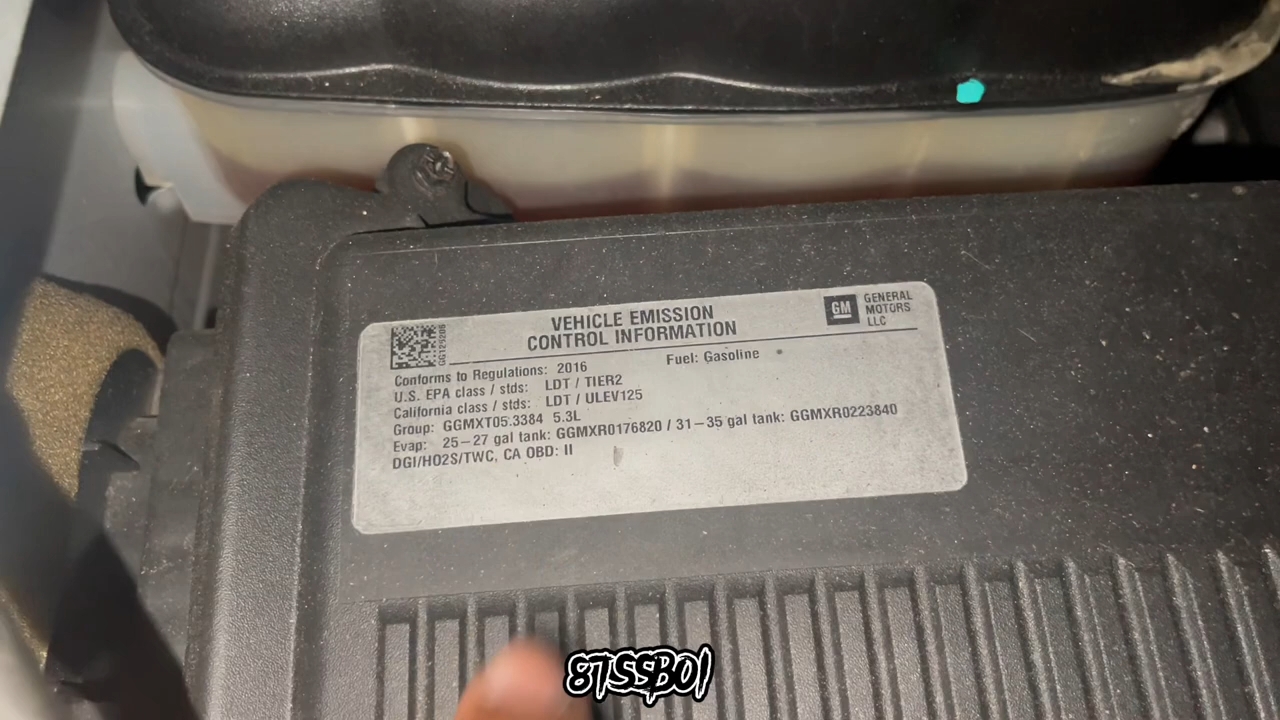 VEHICLE EMISSION
CONTROL INFORMATION
GM
GENERAL
MOTORS
LLC
Conforms to Regulations: 2016
Fuel: Gasoline
U.S. EPA class / stds: LDT / TIER2
California class / stds: LDT / ULEV125
Group: GGMXT05.3384 5.3L
Evap: 25-27 gal tank: GGMXR0176820 / 31-35 gal tank: GGMXR0223840
DGI/HO2S/TWC, CA OBD: II
87SSBOI